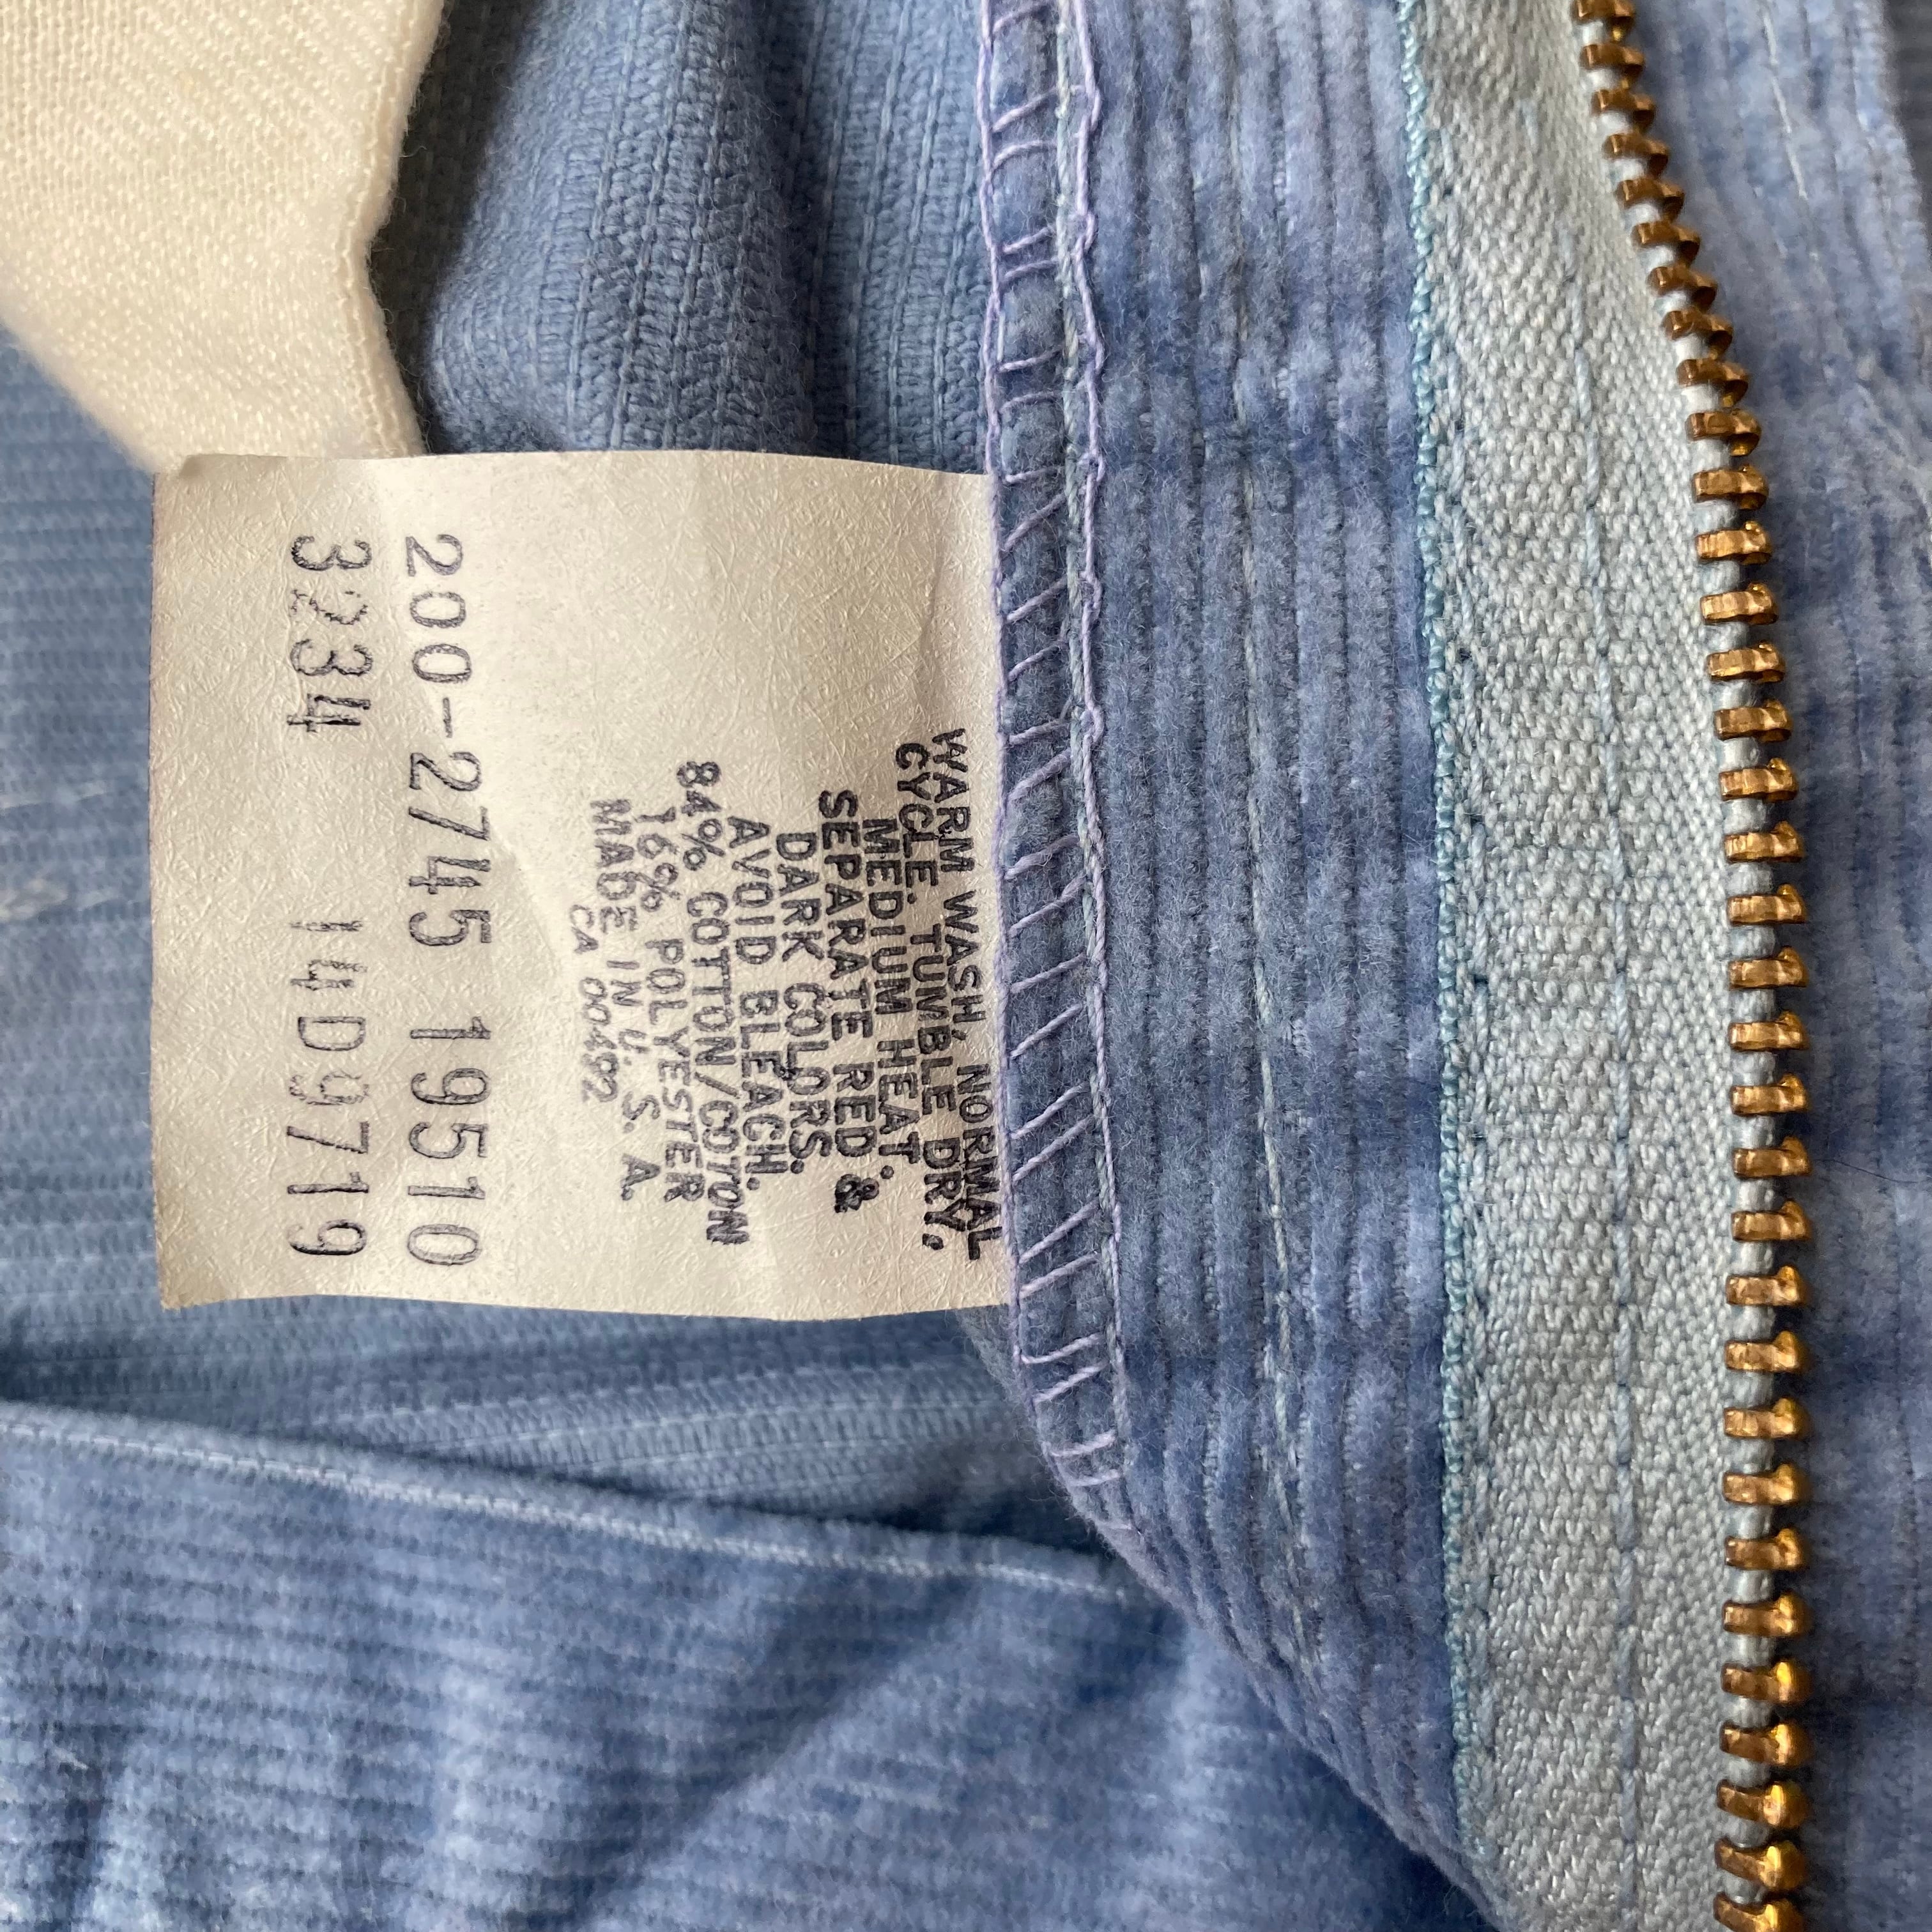 WARM WASH, NORMAL
CYCLE. TUMBLE DRY,
MEDIUM HEAT.
SEPARATE RED &
DARK COLORS.
AVOID BLEACH.
84% COTTON/COTON
16% POLYESTER
MADE IN U.S.A.
CA 00492
200-2745 19510
3234 14D9719